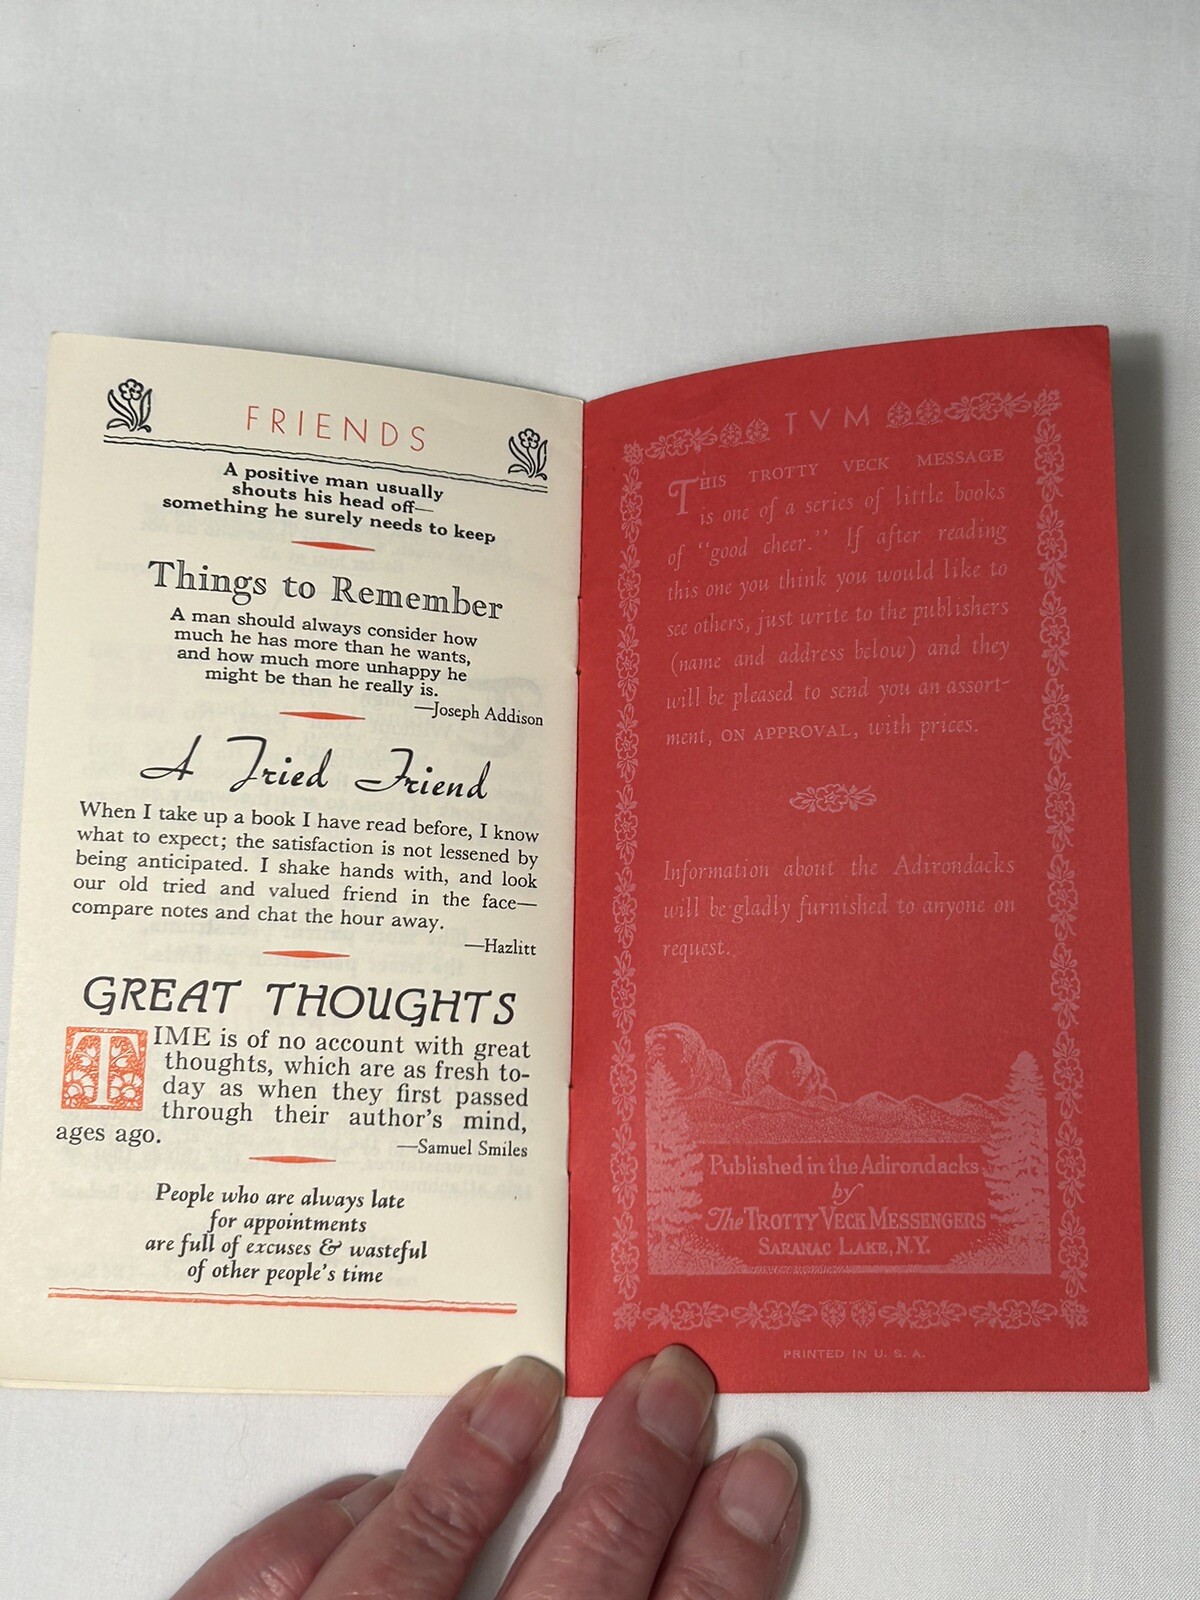 FRIENDS
A positive man usually
shouts his head off—
something he surely needs to keep
Things to Remember
A man should always consider how
much he has more than he wants,
and how much more unhappy he
might be than he really is.
—Joseph Addison
A Tried Friend
When I take up a book I have read before, I know
what to expect; the satisfaction is not lessened by
being anticipated. I shake hands with, and look
our old tried and valued friend in the face—
compare notes and chat the hour away.
—Hazlitt
GREAT THOUGHTS
TIME is of no account with great
thoughts, which are as fresh to-
day as when they first passed
through their author's mind,
ages ago.
—Samuel Smiles
People who are always late
for appointments
are full of excuses & wasteful
of other people's time
TVM
THIS TROTTY VECK MESSAGE
is one of a series of little books
of "good cheer." If after reading
this one you think you would like to
see others, just write to the publishers
(name and address below) and they
will be pleased to send you an assort-
ment, ON APPROVAL, with prices.
Information about the Adirondacks
will be gladly furnished to anyone on
request.
Published in the Adirondacks
by
The TROTTY VECK MESSENGERS
SARANAC LAKE, N.Y.
PRINTED IN U. S. A.